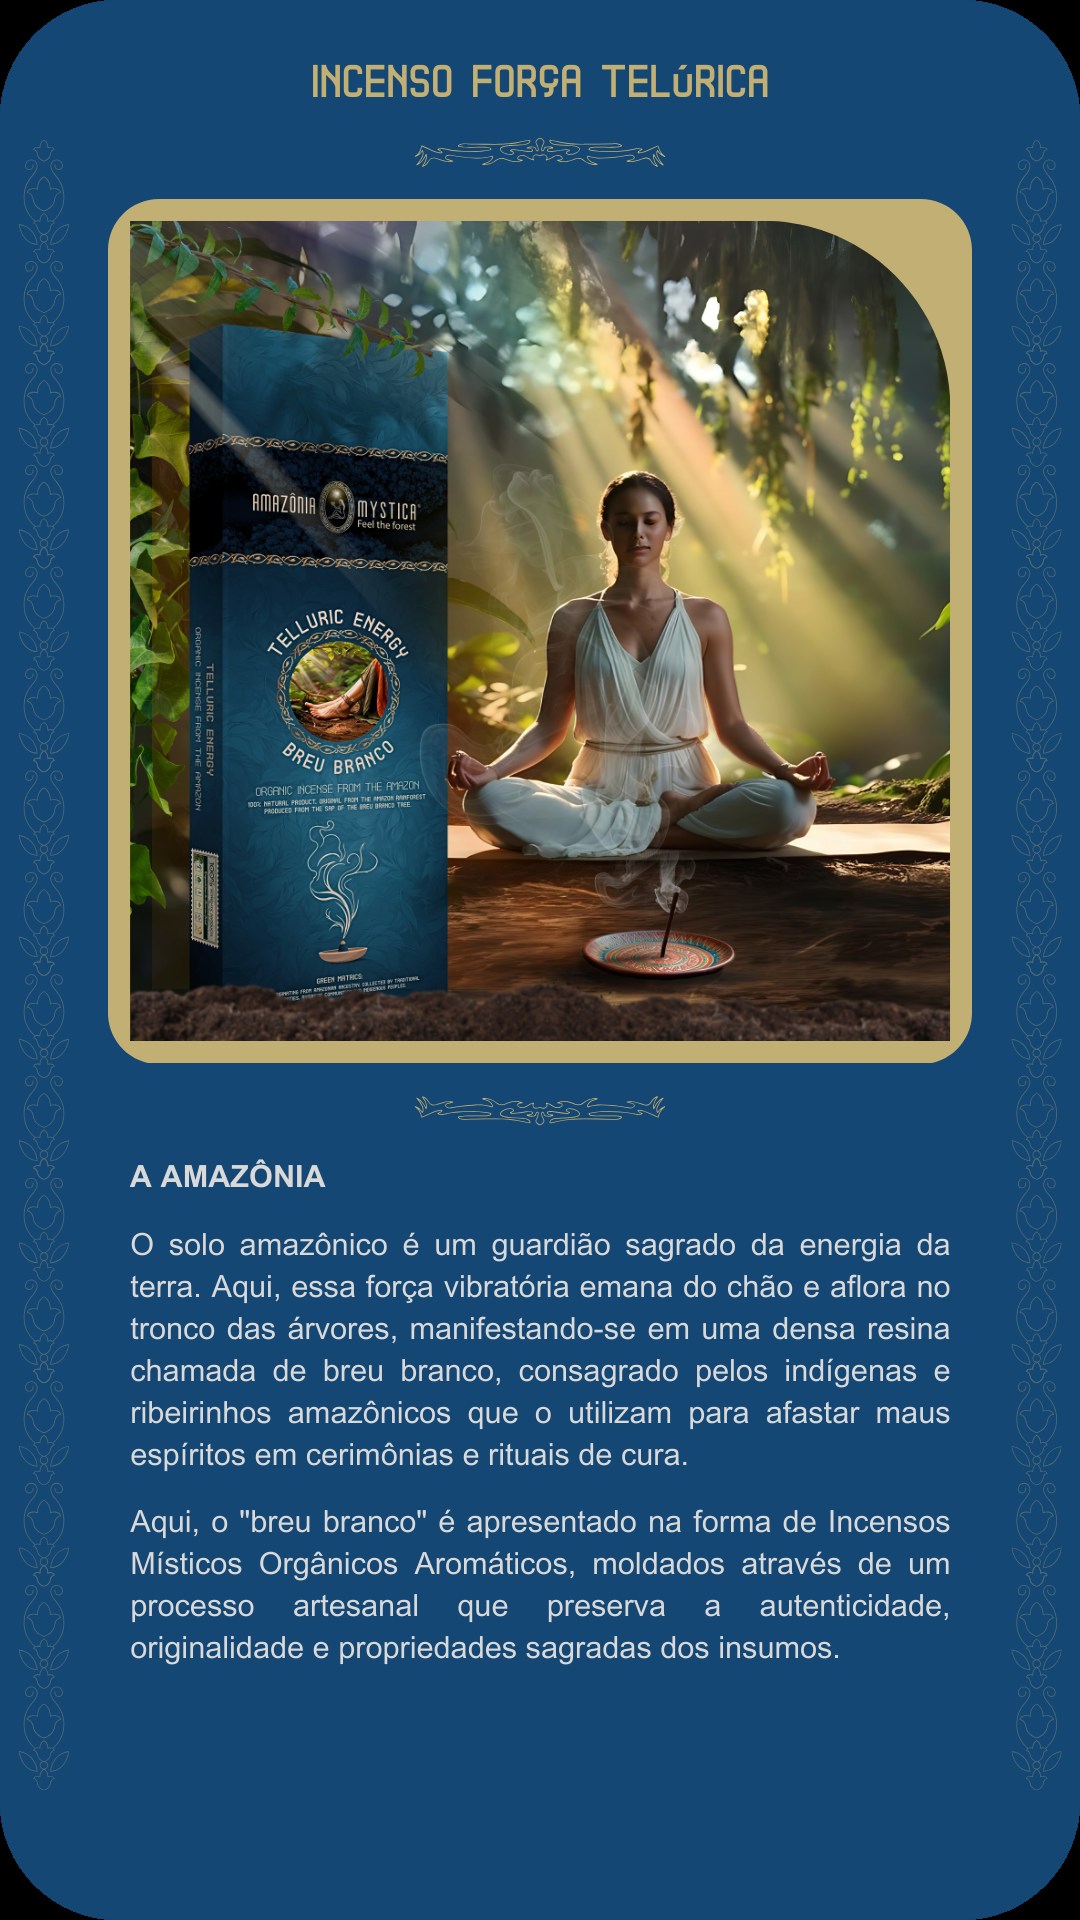 INCENSO FORÇA TELúRICA
AMAZÔNIA MYSTICA
Feel the forest
TELLURIC ENERGY
BREU BRANCO
ORGANIC INCENSE FROM THE AMAZON
100% NATURAL PRODUCT, ORIGINAL FROM THE AMAZON RAINFOREST
PRODUCED FROM THE SAP OF THE BREU BRANCO TREE.
TELLURIC ENERGY
ORGANIC INCENSE FROM THE AMAZON
GREEN MATRICS
A AMAZÔNIA
O solo amazônico é um guardião sagrado da energia da
terra. Aqui, essa força vibratória emana do chão e aflora no
tronco das árvores, manifestando-se em uma densa resina
chamada de breu branco, consagrado pelos indígenas e
ribeirinhos amazônicos que o utilizam para afastar maus
espíritos em cerimônias e rituais de cura.
Aqui, o "breu branco" é apresentado na forma de Incensos
Místicos Orgânicos Aromáticos, moldados através de um
processo artesanal que preserva a autenticidade,
originalidade e propriedades sagradas dos insumos.